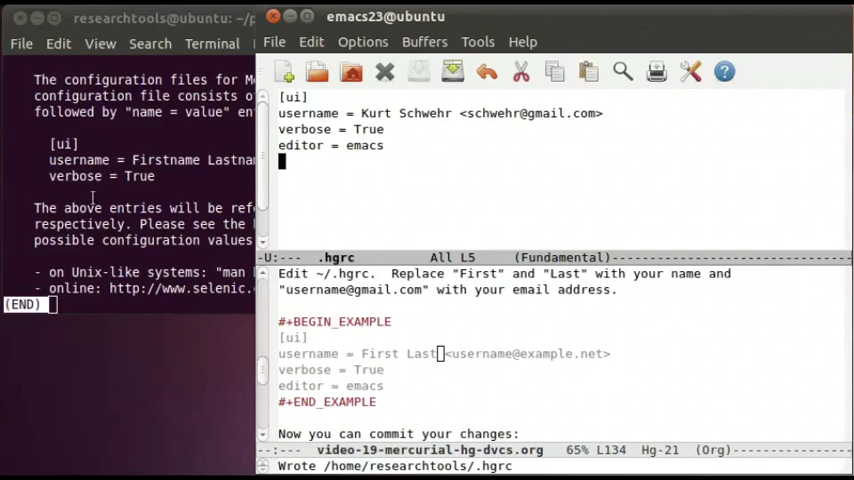 researchtools@ubuntu: ~/p
File Edit View Search Terminal
The configuration files for M
configuration file consists o
followed by "name = value" en
[ui]
username = Firstname Lastna
verbose = True
The above entries will be ref
respectively. Please see the
possible configuration values
- on Unix-like systems: "man
- online: http://www.selenic.
(END)
emacs23@ubuntu
File Edit Options Buffers Tools Help
[ui]
username = Kurt Schwehr <schwehr@gmail.com>
verbose = True
editor = emacs
-U:--- .hgrc All L5 (Fundamental)
Edit ~/.hgrc. Replace "First" and "Last" with your name and
"username@gmail.com" with your email address.
#+BEGIN_EXAMPLE
[ui]
username = First Last <username@example.net>
verbose = True
editor = emacs
#+END_EXAMPLE
Now you can commit your changes:
--:--- video-19-mercurial-hg-dvcs.org 65% L134 Hg-21 (Org)
Wrote /home/researchtools/.hgrc